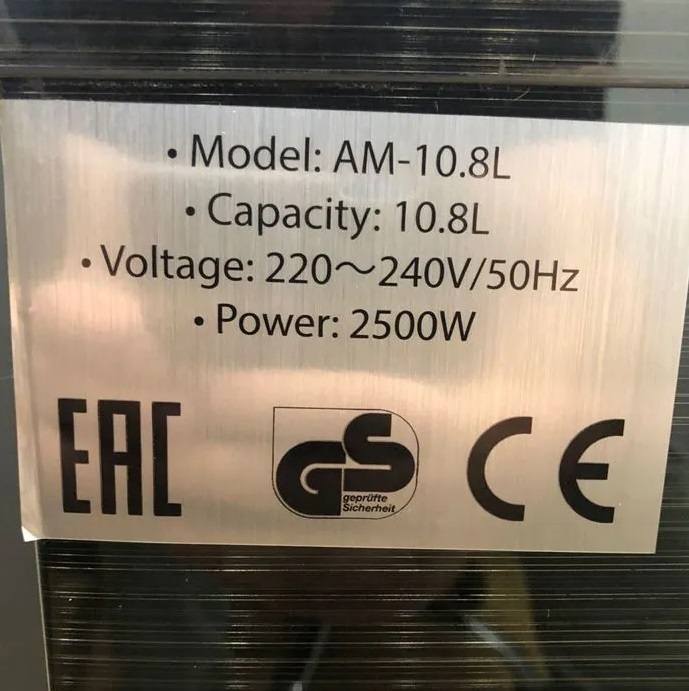 • Model: AM-10.8L
• Capacity: 10.8L
• Voltage: 220～240V/50Hz
• Power: 2500W
EAC
GS
geprüfte
Sicherheit
CE